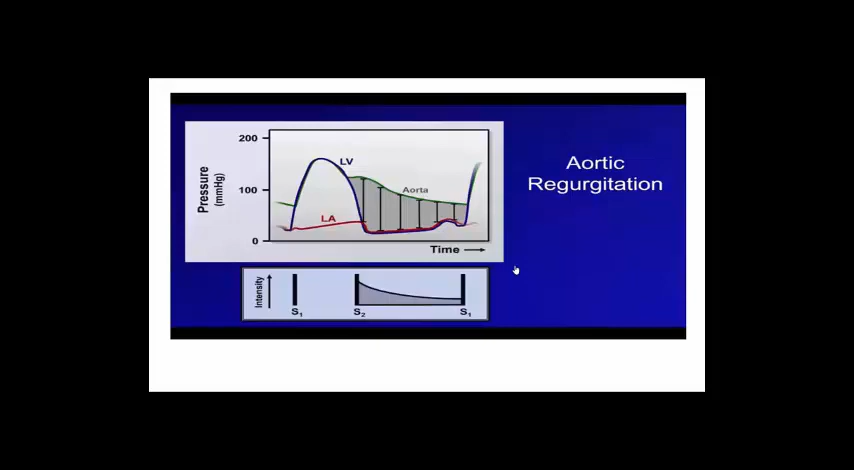 Aortic
Regurgitation
200
100
0
Pressure
(mmHg)
LV
Aorta
LA
Time
Intensity
S1
S2
S1